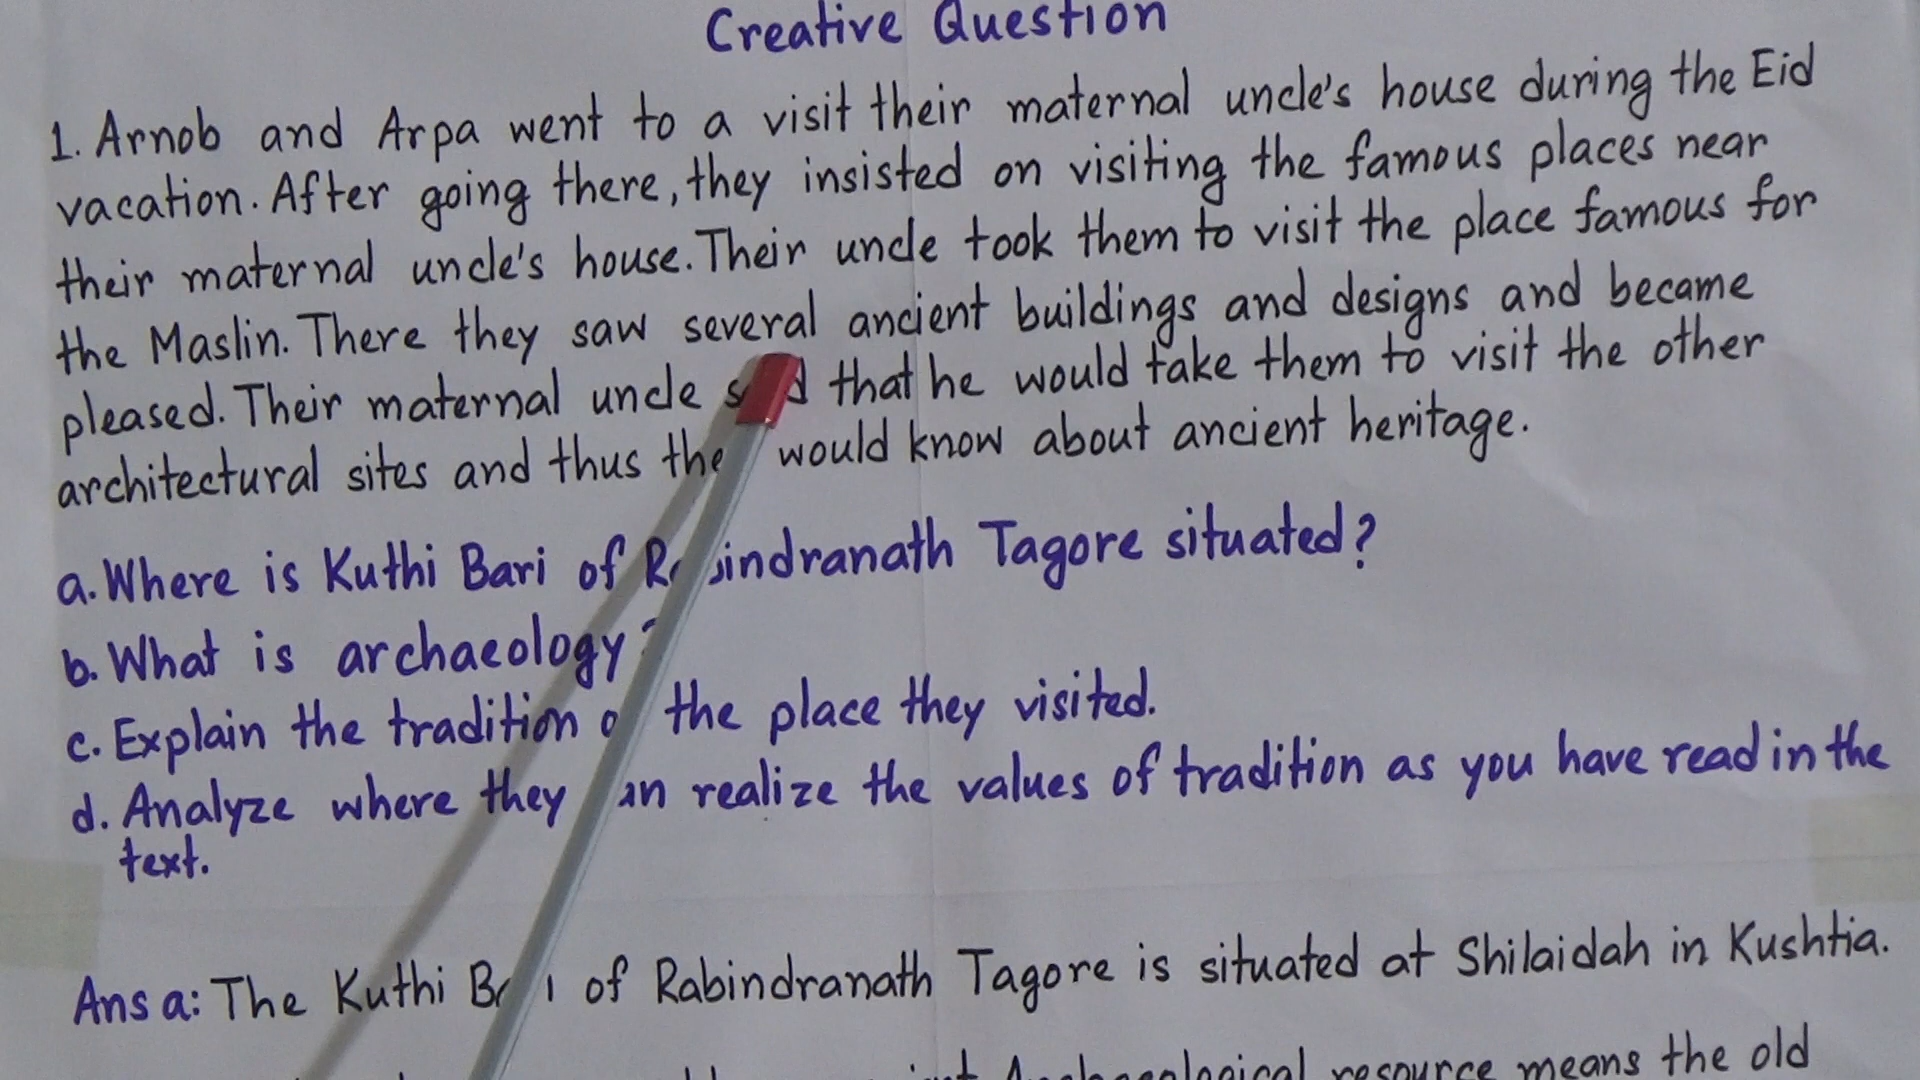 Creative Question
1. Arnob and Arpa went to a visit their maternal uncle's house during the Eid
vacation. After going there, they insisted on visiting the famous places near
their maternal uncle's house. Their uncle took them to visit the place famous for
the Maslin. There they saw several ancient buildings and designs and became
pleased. Their maternal uncle that he would take them to visit the other
architectural sites and thus would know about ancient heritage.
a. Where is Kuthi Bari of Rabindranath Tagore situated?
b. What is archaeology?
c. Explain the tradition the place they visited.
d. Analyze where they realize the values of tradition as you have read in the
text.
Ans a: The Kuthi Bari of Rabindranath Tagore is situated at Shilaidah in Kushtia.
resource means the old